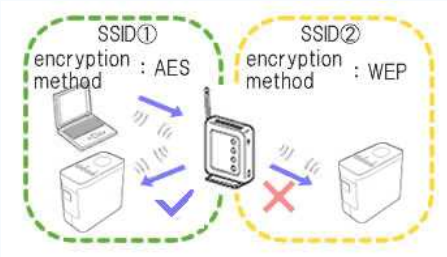 SSID①
encryption
method : AES
SSID②
encryption
method : WEP